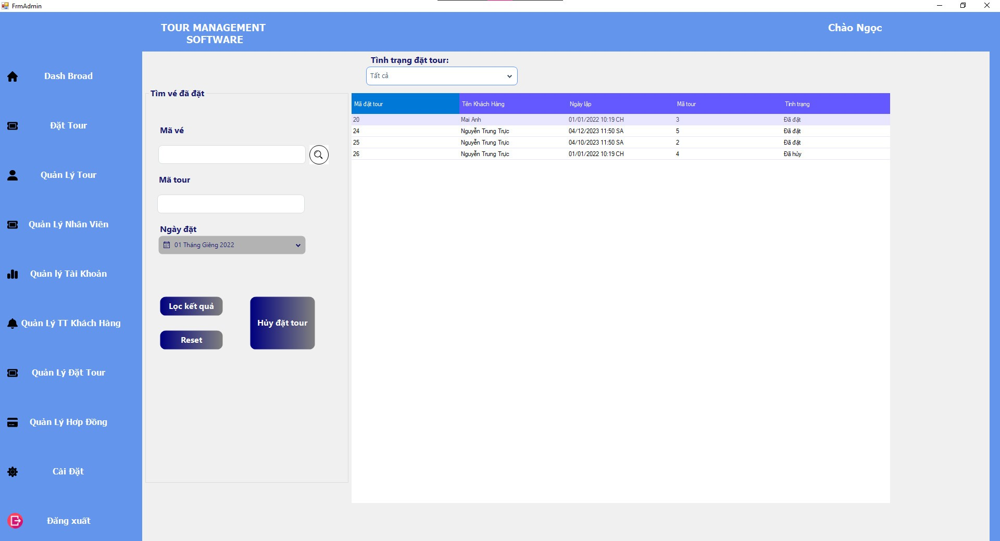 FrmAdmin
TOUR MANAGEMENT
SOFTWARE
Chào Ngọc
Dash Broad
Đặt Tour
Quản Lý Tour
Quản Lý Nhân Viên
Quản lý Tài Khoản
Quản Lý TT Khách Hàng
Quản Lý Đặt Tour
Quản Lý Hợp Đồng
Cài Đặt
Đăng xuất
Tình trạng đặt tour:
Tất cả
Tìm vé đã đặt
Mã vé
Mã tour
Ngày đặt
01 Tháng Giêng 2022
Lọc kết quả
Reset
Hủy đặt tour
Mã đặt tour Tên Khách Hàng Ngày lập Mã tour Tình trạng
20 Mai Anh 01/01/2022 10:19 CH 3 Đã đặt
24 Nguyễn Trung Trực 04/12/2023 11:50 SA 5 Đã đặt
25 Nguyễn Trung Trực 04/10/2023 11:50 SA 2 Đã đặt
26 Nguyễn Trung Trực 01/01/2022 10:19 CH 4 Đã hủy